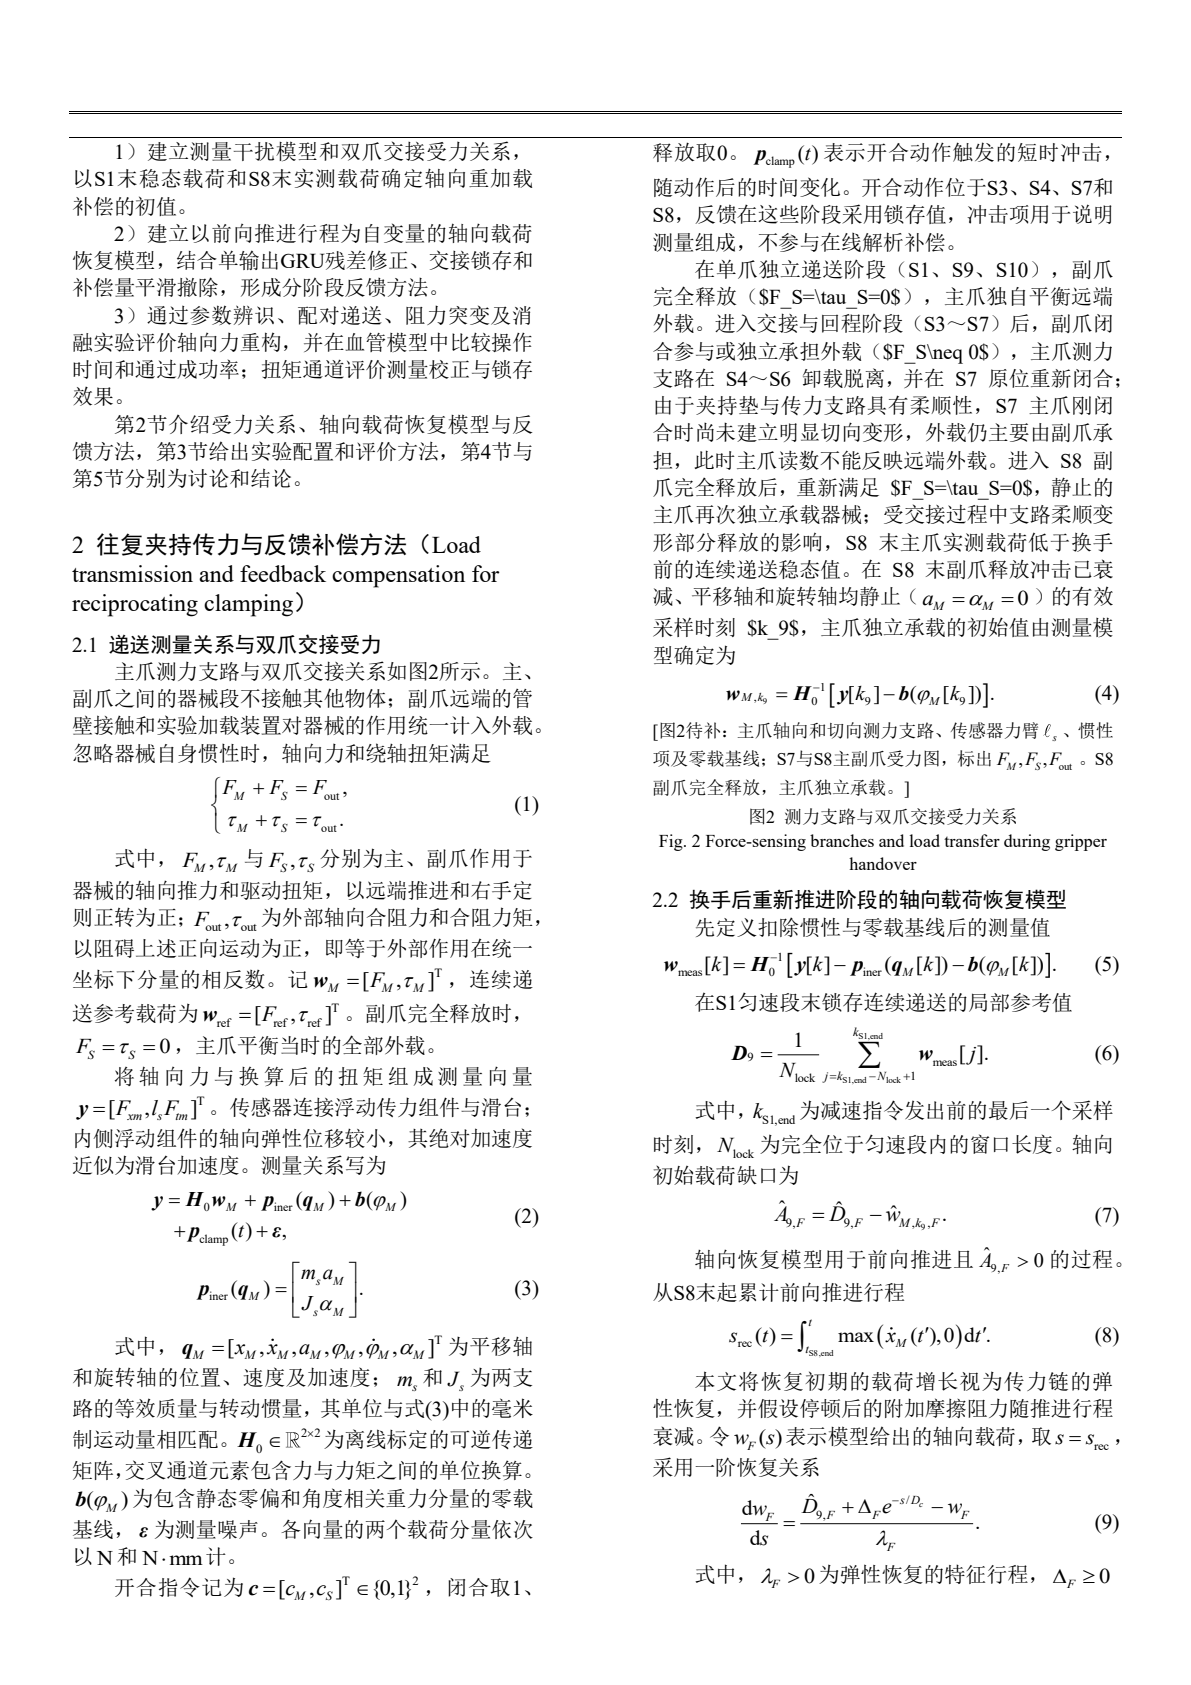 1）建立测量干扰模型和双爪交接受力关系，
以S1末稳态载荷和S8末实测载荷确定轴向重加载
补偿的初值。
2）建立以前向推进行程为自变量的轴向载荷
恢复模型，结合单输出GRU残差修正、交接锁存和
补偿量平滑撤除，形成分阶段反馈方法。
3）通过参数辨识、配对递送、阻力突变及消
融实验评价轴向力重构，并在血管模型中比较操作
时间和通过成功率；扭矩通道评价测量校正与锁存
效果。
第2节介绍受力关系、轴向载荷恢复模型与反
馈方法，第3节给出实验配置和评价方法，第4节与
第5节分别为讨论和结论。
2 往复夹持传力与反馈补偿方法（Load
transmission and feedback compensation for
reciprocating clamping）
2.1 递送测量关系与双爪交接受力
主爪测力支路与双爪交接关系如图2所示。主、
副爪之间的器械段不接触其他物体；副爪远端的管
壁接触和实验加载装置对器械的作用统一计入外载。
忽略器械自身惯性时，轴向力和绕轴扭矩满足
{F_M + F_S = F_out,
τ_M + τ_S = τ_out. (1)
式中，F_M,τ_M 与 F_S,τ_S 分别为主、副爪作用于
器械的轴向推力和驱动扭矩，以远端推进和右手定
则正转为正；F_out,τ_out 为外部轴向合阻力和合阻力矩，
以阻碍上述正向运动为正，即等于外部作用在统一
坐标下分量的相反数。记 w_M = [F_M,τ_M]^T，连续递
送参考载荷为 w_ref = [F_ref,τ_ref]^T。副爪完全释放时，
F_S = τ_S = 0，主爪平衡当时的全部外载。
将轴向力与换算后的扭矩组成测量向量
y = [F_xm, l_s F_tm]^T。传感器连接浮动传力组件与滑台；
内侧浮动组件的轴向弹性位移较小，其绝对加速度
近似为滑台加速度。测量关系写为
y = H_0 w_M + p_iner(q_M) + b(φ_M)
+ p_clamp(t) + ε, (2)
p_iner(q_M) = [m_s a_M
J_s α_M]. (3)
式中，q_M = [x_M, ẋ_M, a_M, φ_M, φ̇_M, α_M]^T 为平移轴
和旋转轴的位置、速度及加速度；m_s 和 J_s 为两支
路的等效质量与转动惯量，其单位与式(3)中的毫米
制运动量相匹配。H_0 ∈ ℝ^{2×2} 为离线标定的可逆传递
矩阵，交叉通道元素包含力与力矩之间的单位换算。
b(φ_M) 为包含静态零偏和角度相关重力分量的零载
基线，ε 为测量噪声。各向量的两个载荷分量依次
以 N 和 N·mm 计。
开合指令记为 c = [c_M, c_S]^T ∈ {0,1}^2，闭合取1、
释放取0。p_clamp(t) 表示开合动作触发的短时冲击，
随动作后的时间变化。开合动作位于S3、S4、S7和
S8，反馈在这些阶段采用锁存值，冲击项用于说明
测量组成，不参与在线解析补偿。
在单爪独立递送阶段（S1、S9、S10），副爪
完全释放（$F_S=\tau_S=0$），主爪独自平衡远端
外载。进入交接与回程阶段（S3～S7）后，副爪闭
合参与或独立承担外载（$F_S\neq 0$），主爪测力
支路在 S4～S6 卸载脱离，并在 S7 原位重新闭合；
由于夹持垫与传力支路具有柔顺性，S7 主爪刚闭
合时尚未建立明显切向变形，外载仍主要由副爪承
担，此时主爪读数不能反映远端外载。进入 S8 副
爪完全释放后，重新满足 $F_S=\tau_S=0$，静止的
主爪再次独立承载器械；受交接过程中支路柔顺变
形部分释放的影响，S8 末主爪实测载荷低于换手
前的连续递送稳态值。在 S8 末副爪释放冲击已衰
减、平移轴和旋转轴均静止（a_M = α_M = 0）的有效
采样时刻 $k_9$，主爪独立承载的初始值由测量模
型确定为
w_{M,k_9} = H_0^{-1}[y[k_9] − b(φ_M[k_9])]. (4)
[图2待补：主爪轴向和切向测力支路、传感器力臂 ℓ_s、惯性
项及零载基线；S7与S8主副爪受力图，标出 F_M,F_S,F_out。S8
副爪完全释放，主爪独立承载。]
图2 测力支路与双爪交接受力关系
Fig. 2 Force-sensing branches and load transfer during gripper
handover
2.2 换手后重新推进阶段的轴向载荷恢复模型
先定义扣除惯性与零载基线后的测量值
w_meas[k] = H_0^{-1}[y[k] − p_iner(q_M[k]) − b(φ_M[k])]. (5)
在S1匀速段末锁存连续递送的局部参考值
D_9 = \frac{1}{N_lock} ∑_{j=k_{S1,end}−N_lock+1}^{k_{S1,end}} w_meas[j]. (6)
式中，k_{S1,end} 为减速指令发出前的最后一个采样
时刻，N_lock 为完全位于匀速段内的窗口长度。轴向
初始载荷缺口为
Â_{9,F} = D̂_{9,F} − ŵ_{M,k_9,F}. (7)
轴向恢复模型用于前向推进且 Â_{9,F} > 0 的过程。
从S8末起累计前向推进行程
s_rec(t) = ∫_{t_{S8,end}}^{t} max(ẋ_M(t′),0)dt′. (8)
本文将恢复初期的载荷增长视为传力链的弹
性恢复，并假设停顿后的附加摩擦阻力随推进行程
衰减。令 w_F(s) 表示模型给出的轴向载荷，取 s = s_rec，
采用一阶恢复关系
\frac{dw_F}{ds} = \frac{D̂_{9,F} + Δ_F e^{−s/D_c} − w_F}{λ_F}. (9)
式中，λ_F > 0 为弹性恢复的特征行程，Δ_F ≥ 0